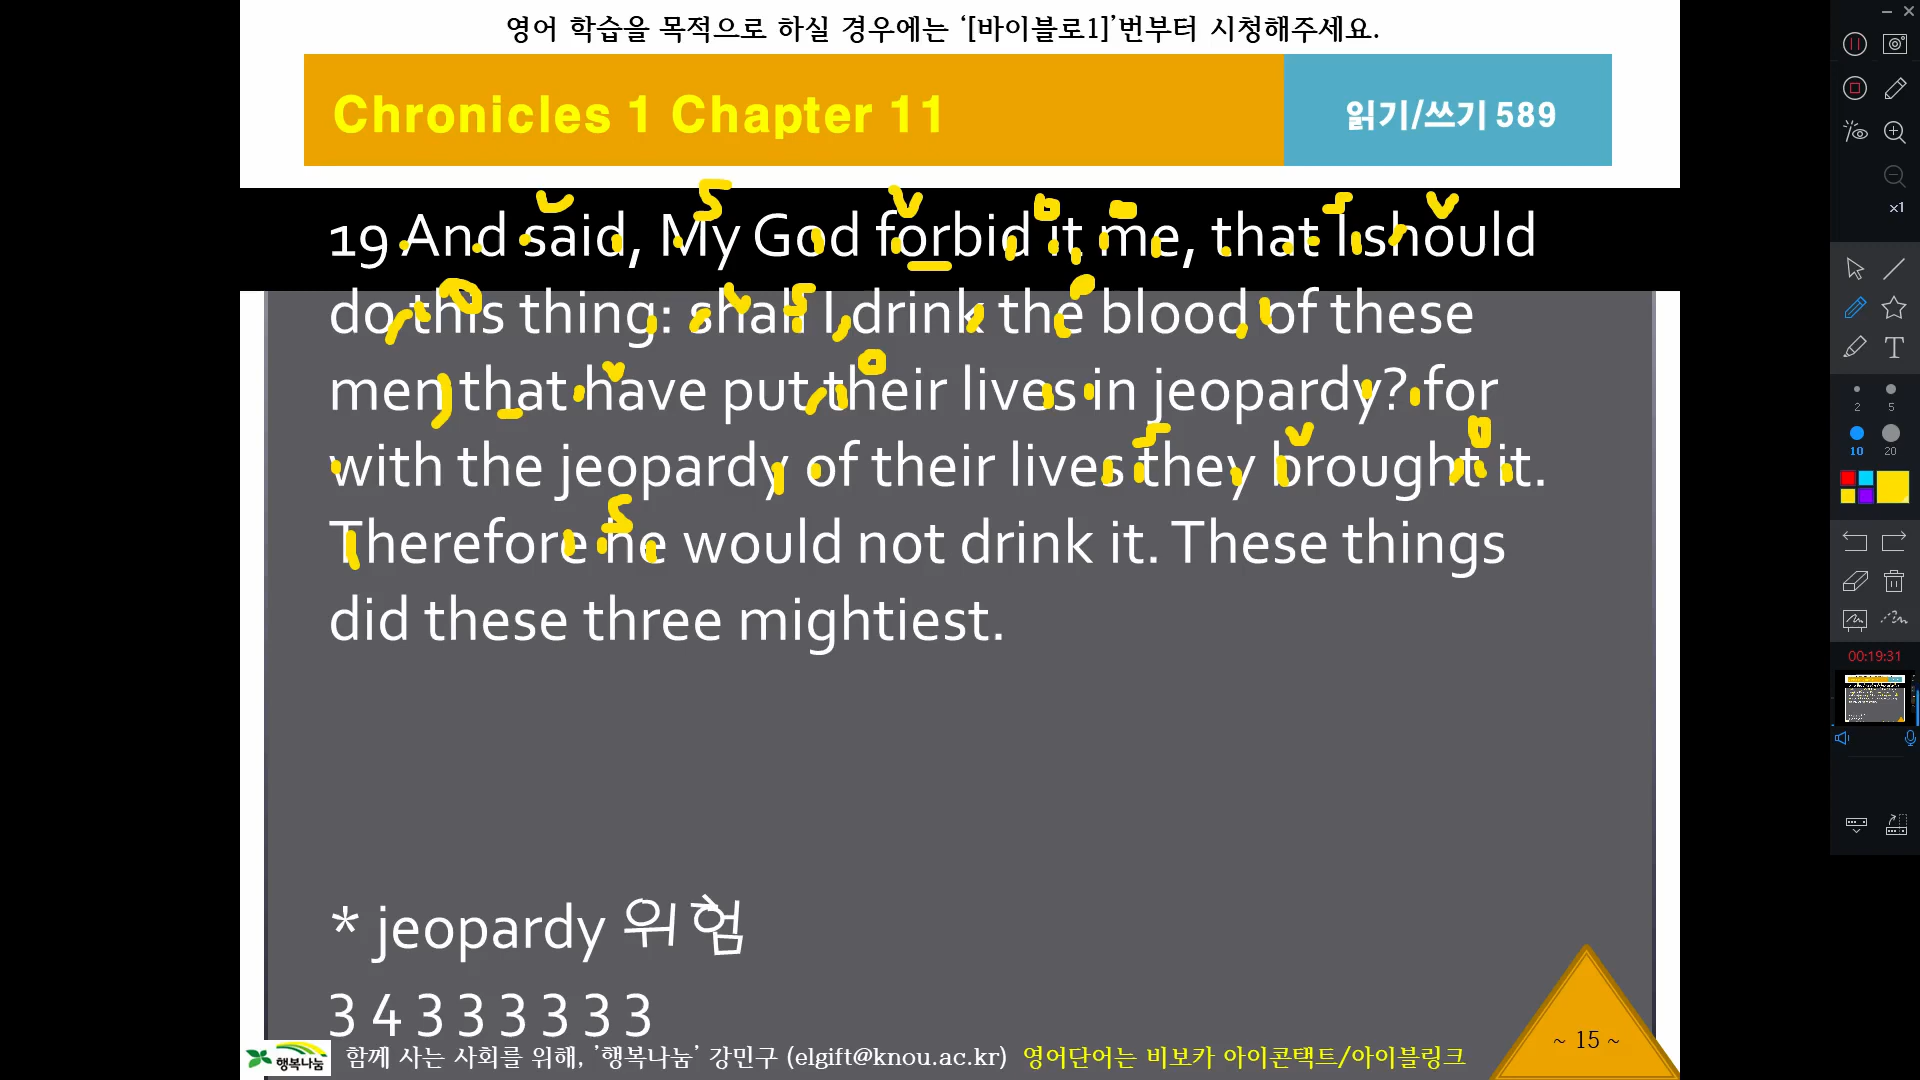 영어 학습을 목적으로 하실 경우에는 ‘[바이블로1]’번부터 시청해주세요.
Chronicles 1 Chapter 11
읽기/쓰기 589
19 And said, My God forbid it me, that I should
do this thing: shall I drink the blood of these
men that have put their lives in jeopardy? for
with the jeopardy of their lives they brought it.
Therefore he would not drink it. These things
did these three mightiest.
* jeopardy 위험
3 4 3 3 3 3 3 3
~ 15 ~
행복나눔 함께 사는 사회를 위해, ’행복나눔’ 강민구 (elgift@knou.ac.kr) 영어단어는 비보카 아이콘택트/아이블링크
x1
2 5
10 20
00:19:31